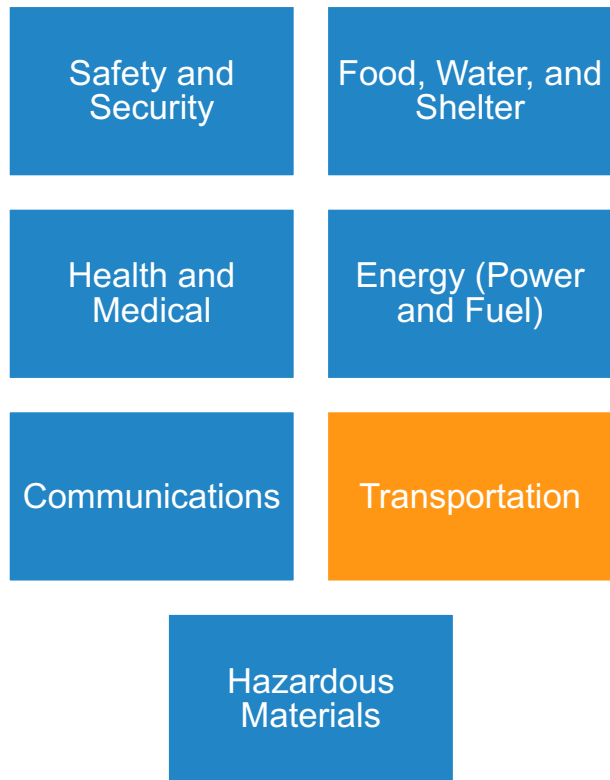 Safety and
Security
Food, Water, and
Shelter
Health and
Medical
Energy (Power
and Fuel)
Communications
Transportation
Hazardous
Materials